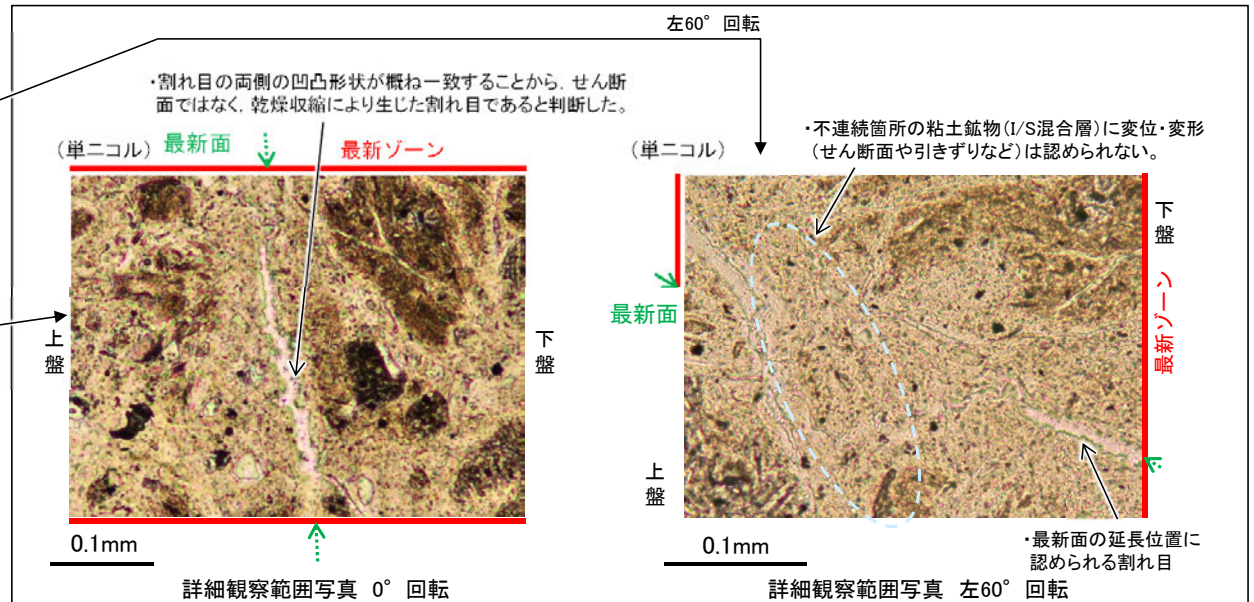 左60°回転
・割れ目の両側の凹凸形状が概ね一致することから，せん断
面ではなく，乾燥収縮により生じた割れ目であると判断した。
(単ニコル)
最新面
最新ゾーン
上盤
下盤
0.1mm
詳細観察範囲写真 0°回転
・不連続箇所の粘土鉱物(I/S混合層)に変位・変形
(せん断面や引きずりなど)は認められない。
(単ニコル)
最新面
下盤
最新ゾーン
上盤
0.1mm
・最新面の延長位置に
認められる割れ目
詳細観察範囲写真 左60°回転